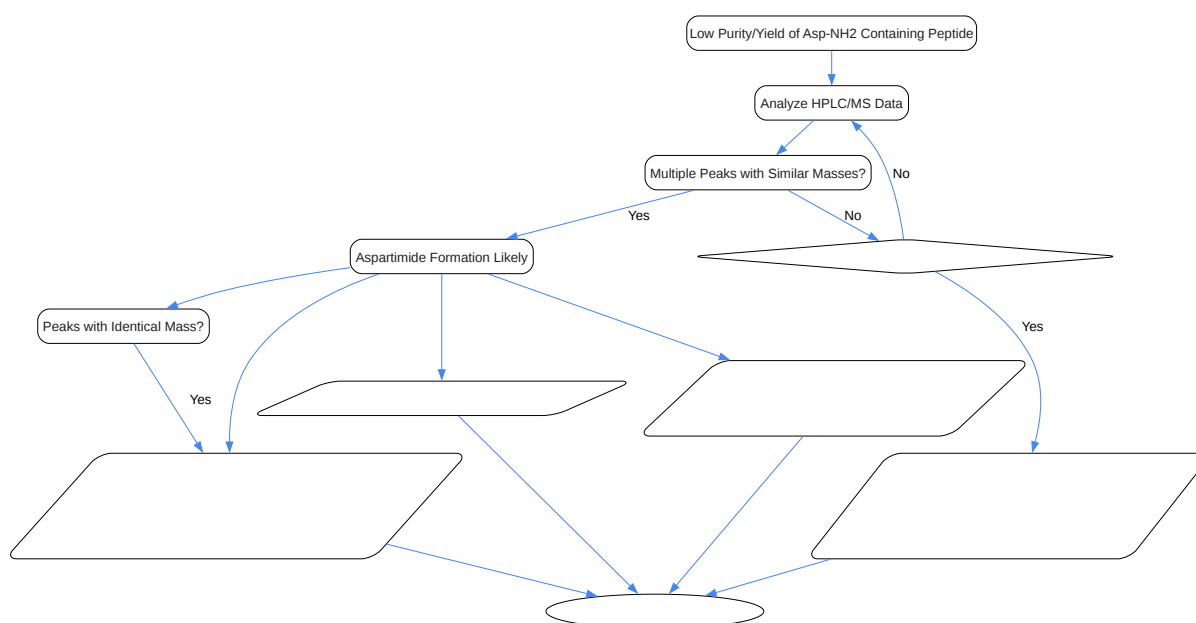 Low Purity/Yield of Asp-NH2 Containing Peptide
Analyze HPLC/MS Data
Multiple Peaks with Similar Masses?
No
Yes
No
Aspartimide Formation Likely
Peaks with Identical Mass?
Yes
Yes